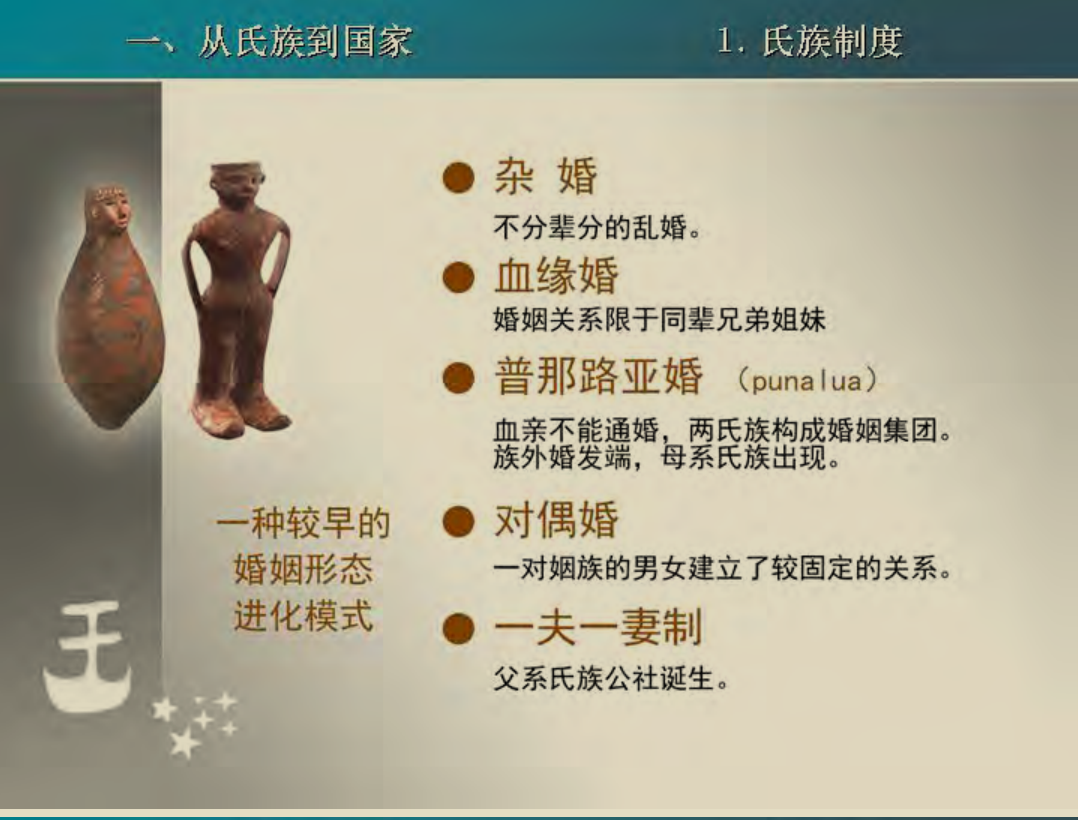 一、从氏族到国家
1. 氏族制度
杂 婚
不分辈分的乱婚。
血缘婚
婚姻关系限于同辈兄弟姐妹
普那路亚婚 （punalua）
血亲不能通婚，两氏族构成婚姻集团。
族外婚发端，母系氏族出现。
对偶婚
一对姻族的男女建立了较固定的关系。
一夫一妻制
父系氏族公社诞生。
一种较早的
婚姻形态
进化模式
王